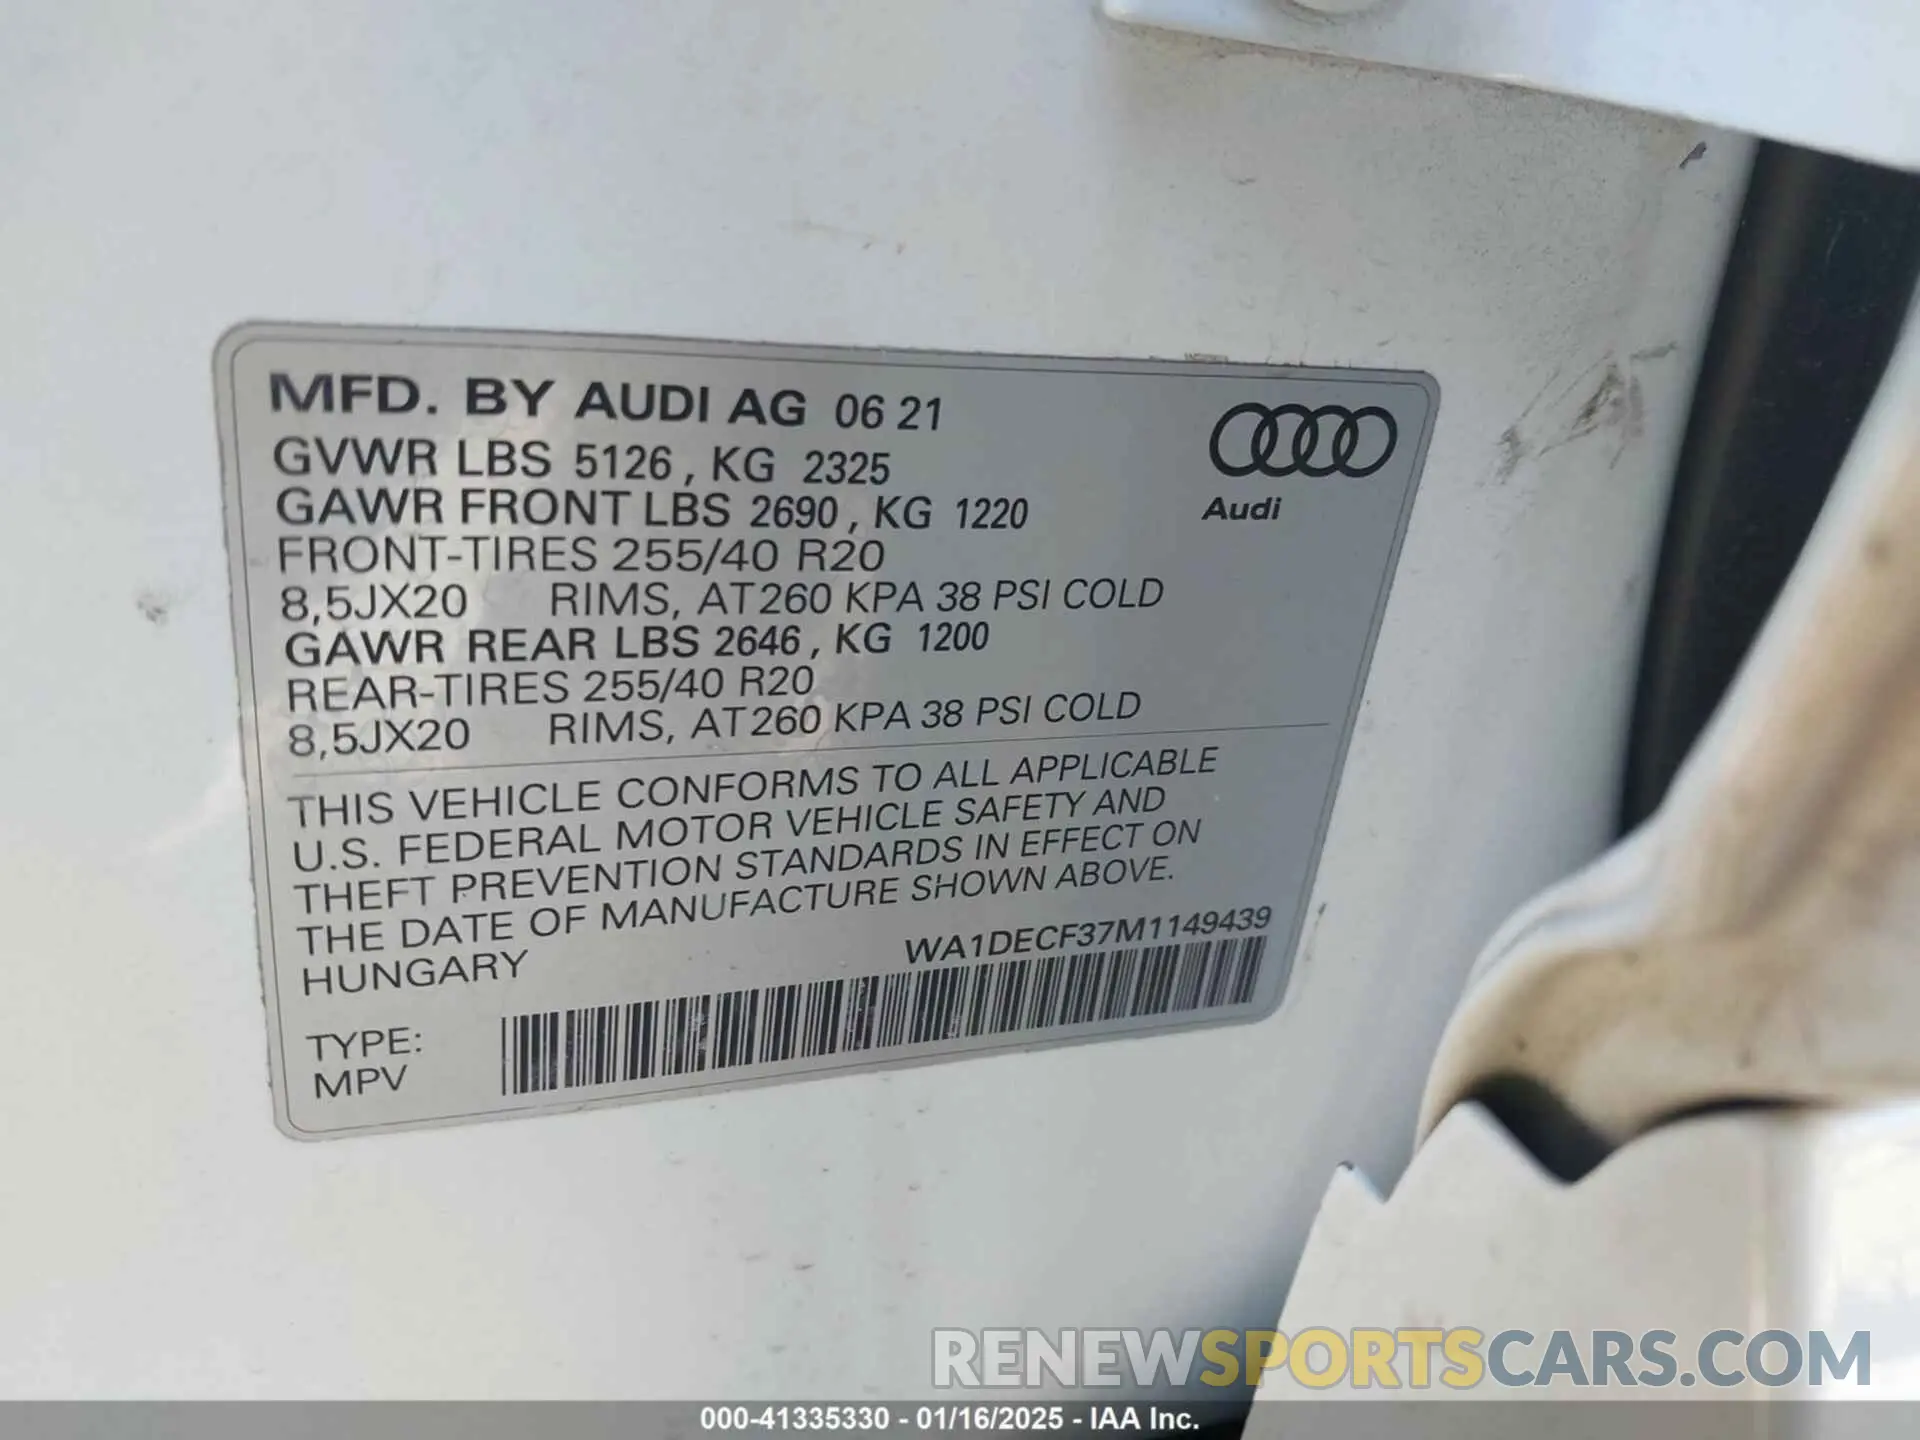 MFD. BY AUDI AG 06 21
GVWR LBS 5126, KG 2325
GAWR FRONT LBS 2690, KG 1220
FRONT-TIRES 255/40 R20
8,5JX20 RIMS, AT 260 KPA 38 PSI COLD
GAWR REAR LBS 2646, KG 1200
REAR-TIRES 255/40 R20
8,5JX20 RIMS, AT 260 KPA 38 PSI COLD
Audi
THIS VEHICLE CONFORMS TO ALL APPLICABLE
U.S. FEDERAL MOTOR VEHICLE SAFETY AND
THEFT PREVENTION STANDARDS IN EFFECT ON
THE DATE OF MANUFACTURE SHOWN ABOVE.
HUNGARY
WA1DECF37M1149439
TYPE:
MPV
RENEWSPORTSCARS.COM
000-41335330 - 01/16/2025 - IAA Inc.